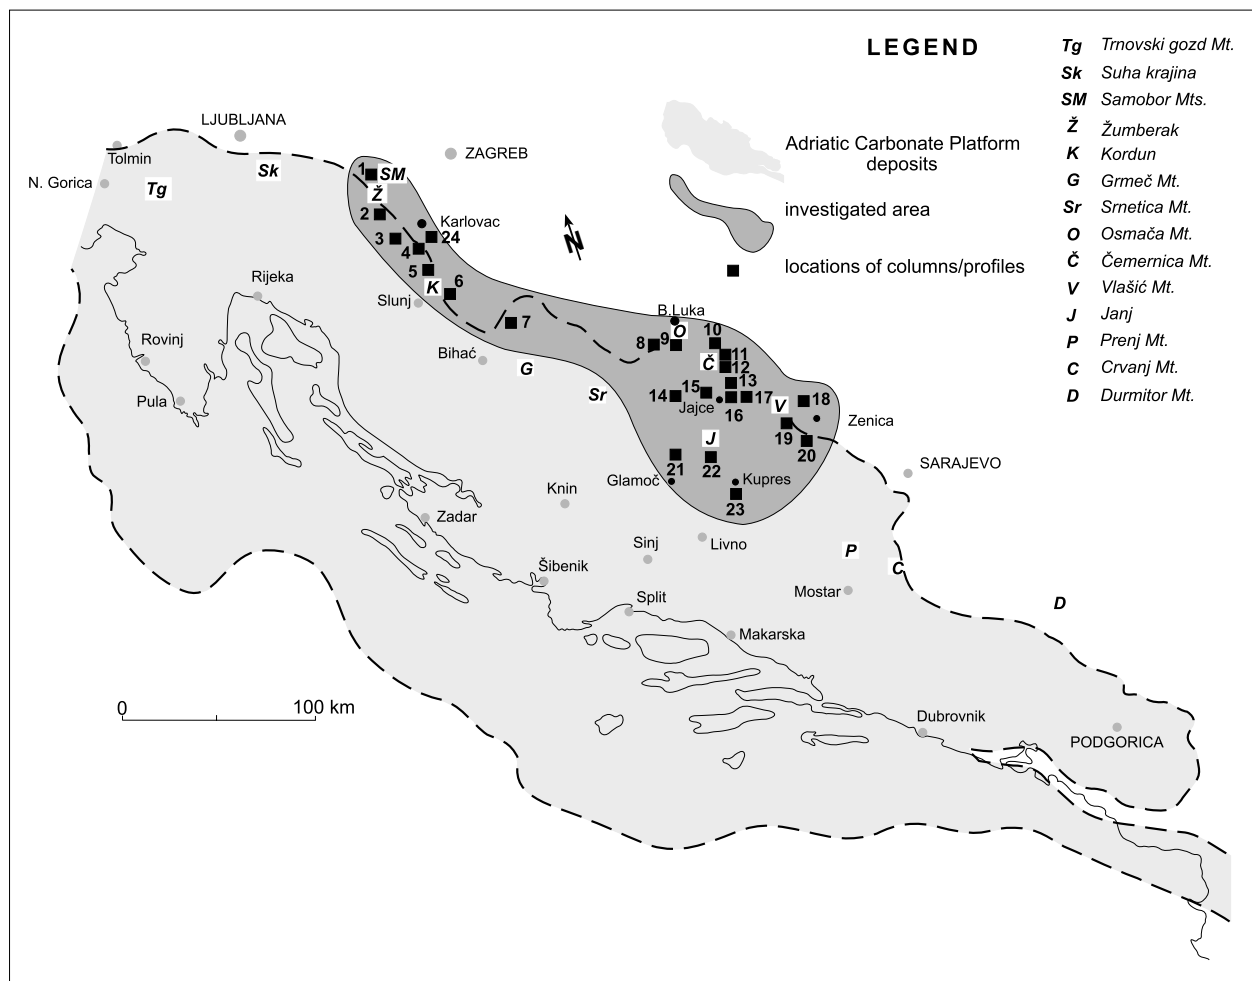 LEGEND
Tg Trnovski gozd Mt.
Sk Suha krajina
SM Samobor Mts.
Ž Žumberak
K Kordun
G Grmeč Mt.
Sr Srnetica Mt.
O Osmača Mt.
Č Čemernica Mt.
V Vlašić Mt.
J Janj
P Prenj Mt.
C Crvanj Mt.
D Durmitor Mt.
Adriatic Carbonate Platform
deposits
investigated area
locations of columns/profiles
N
LJUBLJANA
Tolmin
ZAGREB
N. Gorica
Tg
Sk
1
SM
Ž
2
Karlovac
3
24
4
5
K
6
Rijeka
Slunj
7
B.Luka
O
10
8
9
Rovinj
Bihać
G
11
Č
12
13
Sr
14
15
Pula
Jajce
16
17
V
18
Zenica
19
20
J
21
22
SARAJEVO
Glamoč
Kupres
23
Knin
Zadar
Sinj
Livno
P
C
Šibenik
Mostar
Split
D
Makarska
0
100 km
Dubrovnik
PODGORICA